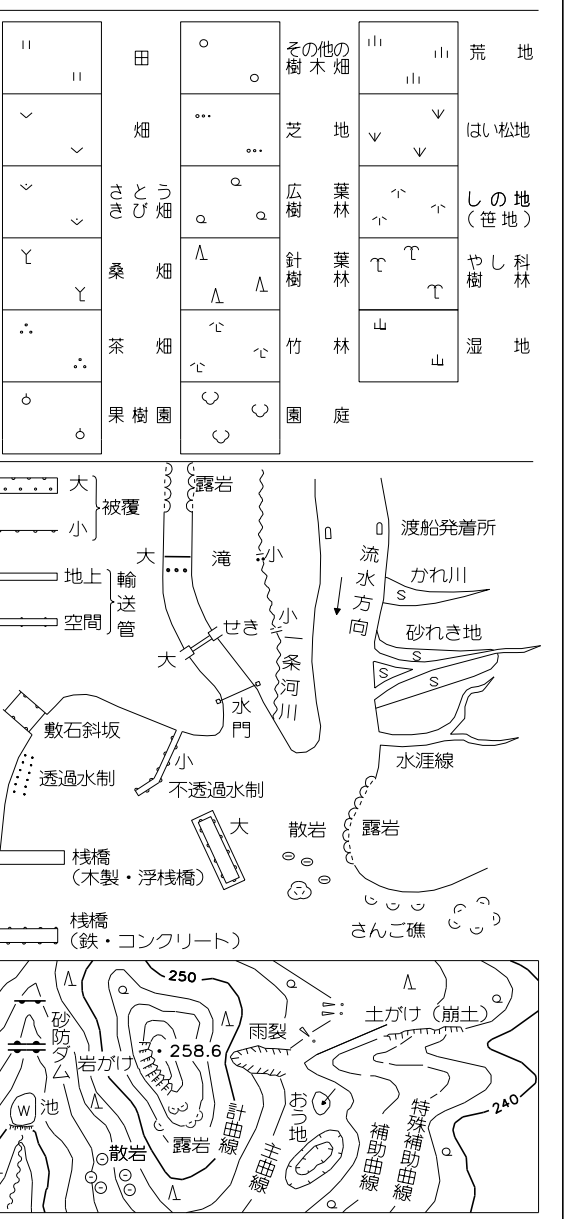 田
畑
さとう
きび畑
桑畑
茶畑
果樹園
その他の
樹木畑
芝地
広葉
樹林
針葉
樹林
竹林
園庭
荒地
はい松地
しの地
(笹地)
やし科
樹林
湿地
大
小
被覆
地上
空間
輸送管
露岩
大
滝
小
せき
大
小
一条河川
水門
流水方向
渡船発着所
かれ川
S
砂れき地
S
S
S
水涯線
敷石斜坂
透過水制
小
不透過水制
大
散岩
露岩
桟橋
(木製・浮桟橋)
桟橋
(鉄・コンクリート)
さんご礁
250
砂防ダム
岩がけ
258.6
雨裂
土がけ(崩土)
W
池
散岩
露岩
計曲線
主曲線
おう地
補助曲線
特殊補助曲線
240